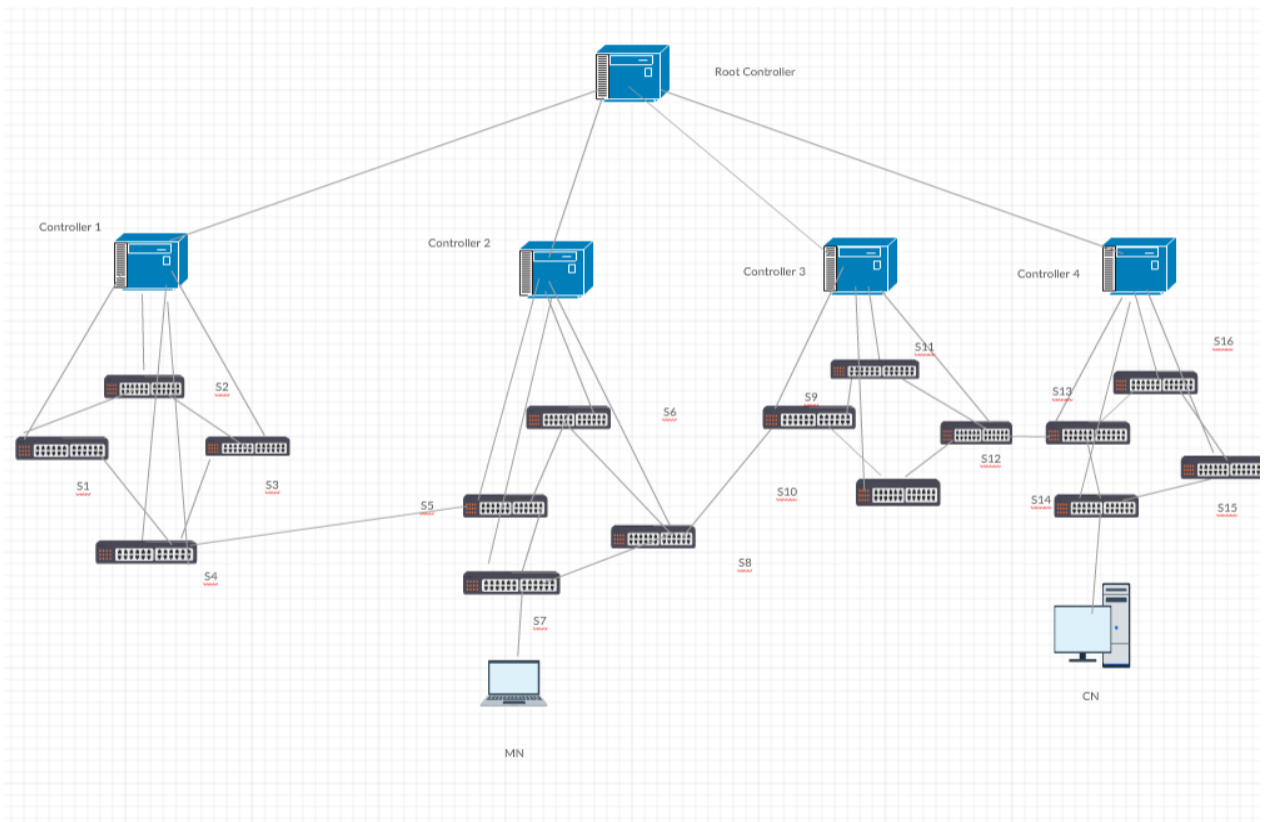 Root Controller
Controller 1
Controller 2
Controller 3
Controller 4
S11
S16
S2
S13
S9
S6
S12
S1
S3
S10
S5
S14
S15
S8
S4
S7
CN
MN